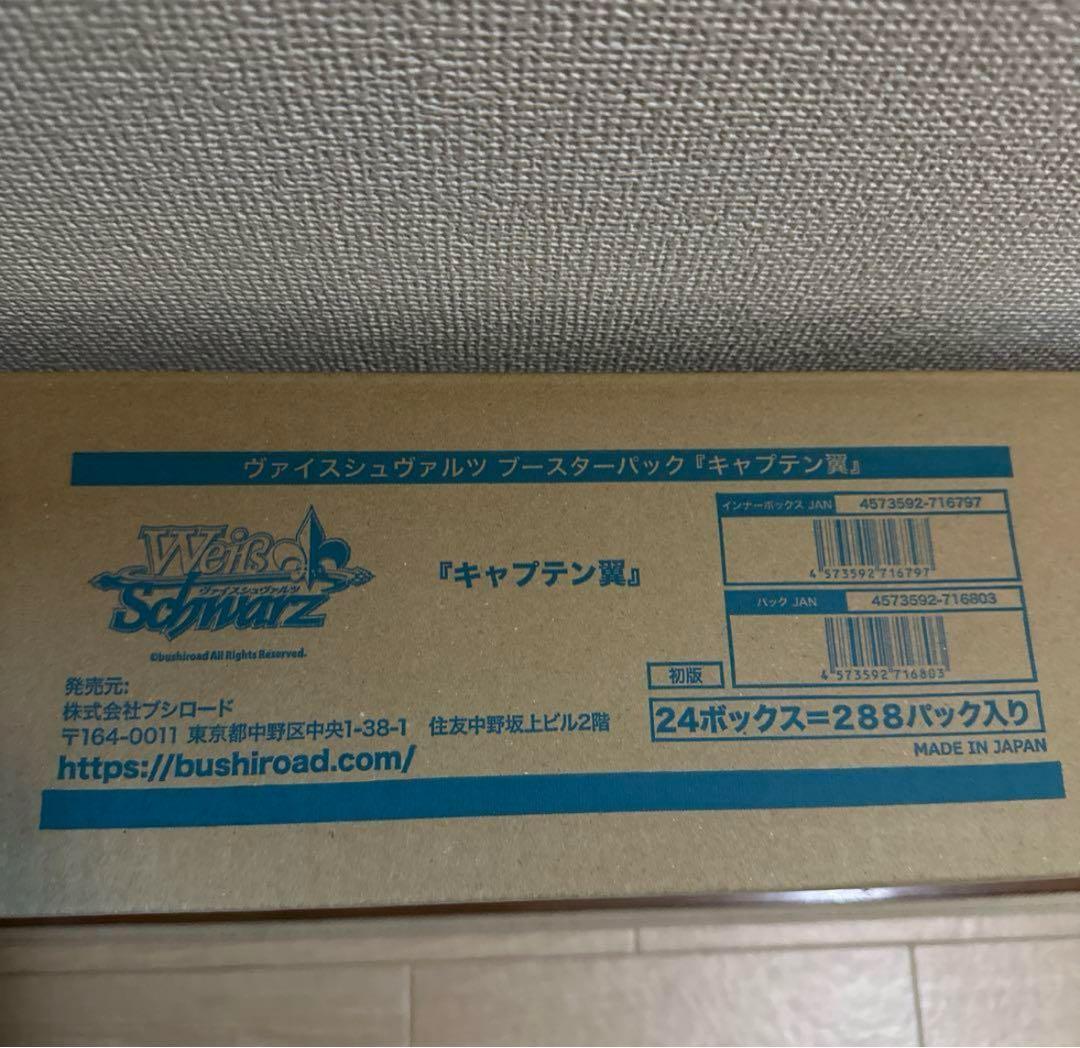 ヴァイスシュヴァルツ ブースターパック『キャプテン翼』
Weiß
ヴァイスシュヴァルツ
Schwarz
©bushiroad All Rights Reserved.
『キャプテン翼』
インナーボックス JAN 4573592-716797
4 573592 716797
パック JAN 4573592-716803
4 573592 716803
初版
24ボックス=288パック入り
MADE IN JAPAN
発売元:
株式会社ブシロード
〒164-0011 東京都中野区中央1-38-1 住友中野坂上ビル2階
https://bushiroad.com/